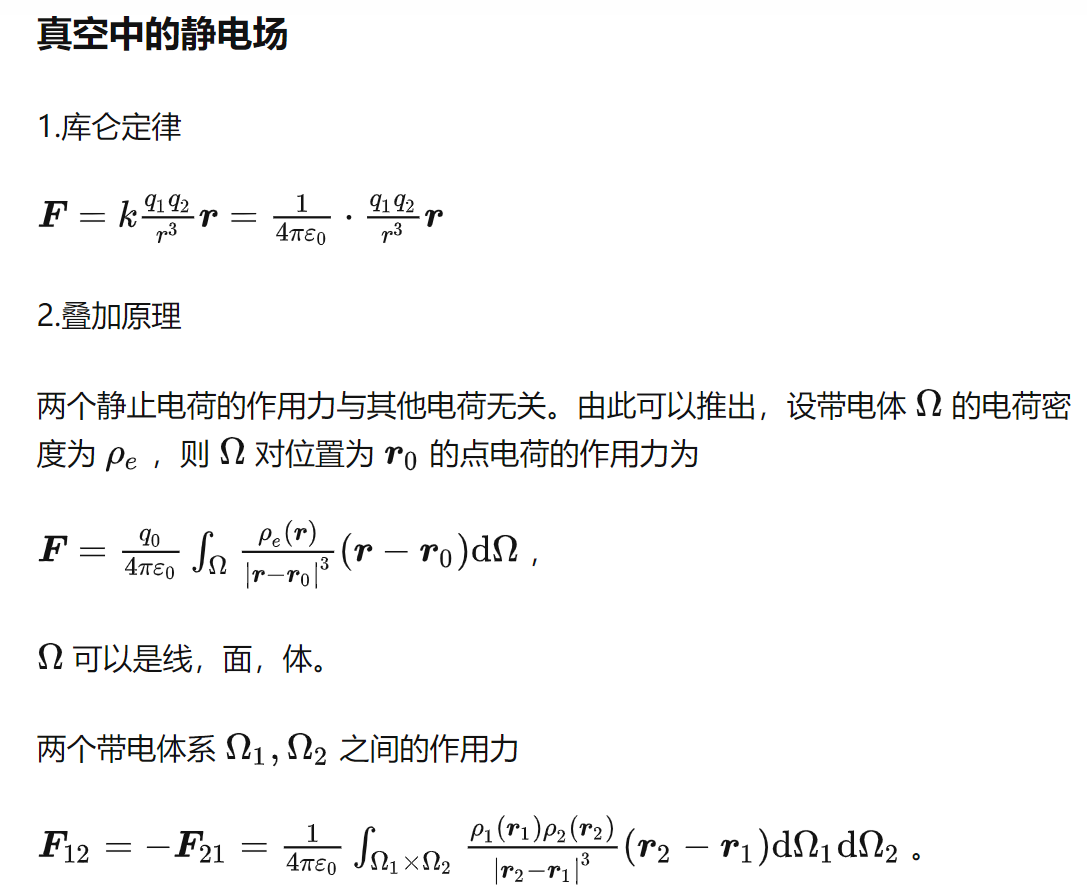 真空中的静电场
1.库仑定律
$\boldsymbol{F} = k\frac{q_1 q_2}{r^3}\boldsymbol{r} = \frac{1}{4\pi\varepsilon_0} \cdot \frac{q_1 q_2}{r^3}\boldsymbol{r}$
2.叠加原理
两个静止电荷的作用力与其他电荷无关。由此可以推出，设带电体 $\Omega$ 的电荷密
度为 $\rho_e$ ，则 $\Omega$ 对位置为 $\boldsymbol{r}_0$ 的点电荷的作用力为
$\boldsymbol{F} = \frac{q_0}{4\pi\varepsilon_0} \int_{\Omega} \frac{\rho_e(\boldsymbol{r})}{|\boldsymbol{r}-\boldsymbol{r}_0|^3}(\boldsymbol{r} - \boldsymbol{r}_0)\mathrm{d}\Omega$ ，
$\Omega$ 可以是线，面，体。
两个带电体系 $\Omega_1, \Omega_2$ 之间的作用力
$\boldsymbol{F}_{12} = -\boldsymbol{F}_{21} = \frac{1}{4\pi\varepsilon_0} \int_{\Omega_1 \times \Omega_2} \frac{\rho_1(\boldsymbol{r}_1)\rho_2(\boldsymbol{r}_2)}{|\boldsymbol{r}_2-\boldsymbol{r}_1|^3}(\boldsymbol{r}_2 - \boldsymbol{r}_1)\mathrm{d}\Omega_1\mathrm{d}\Omega_2$ 。